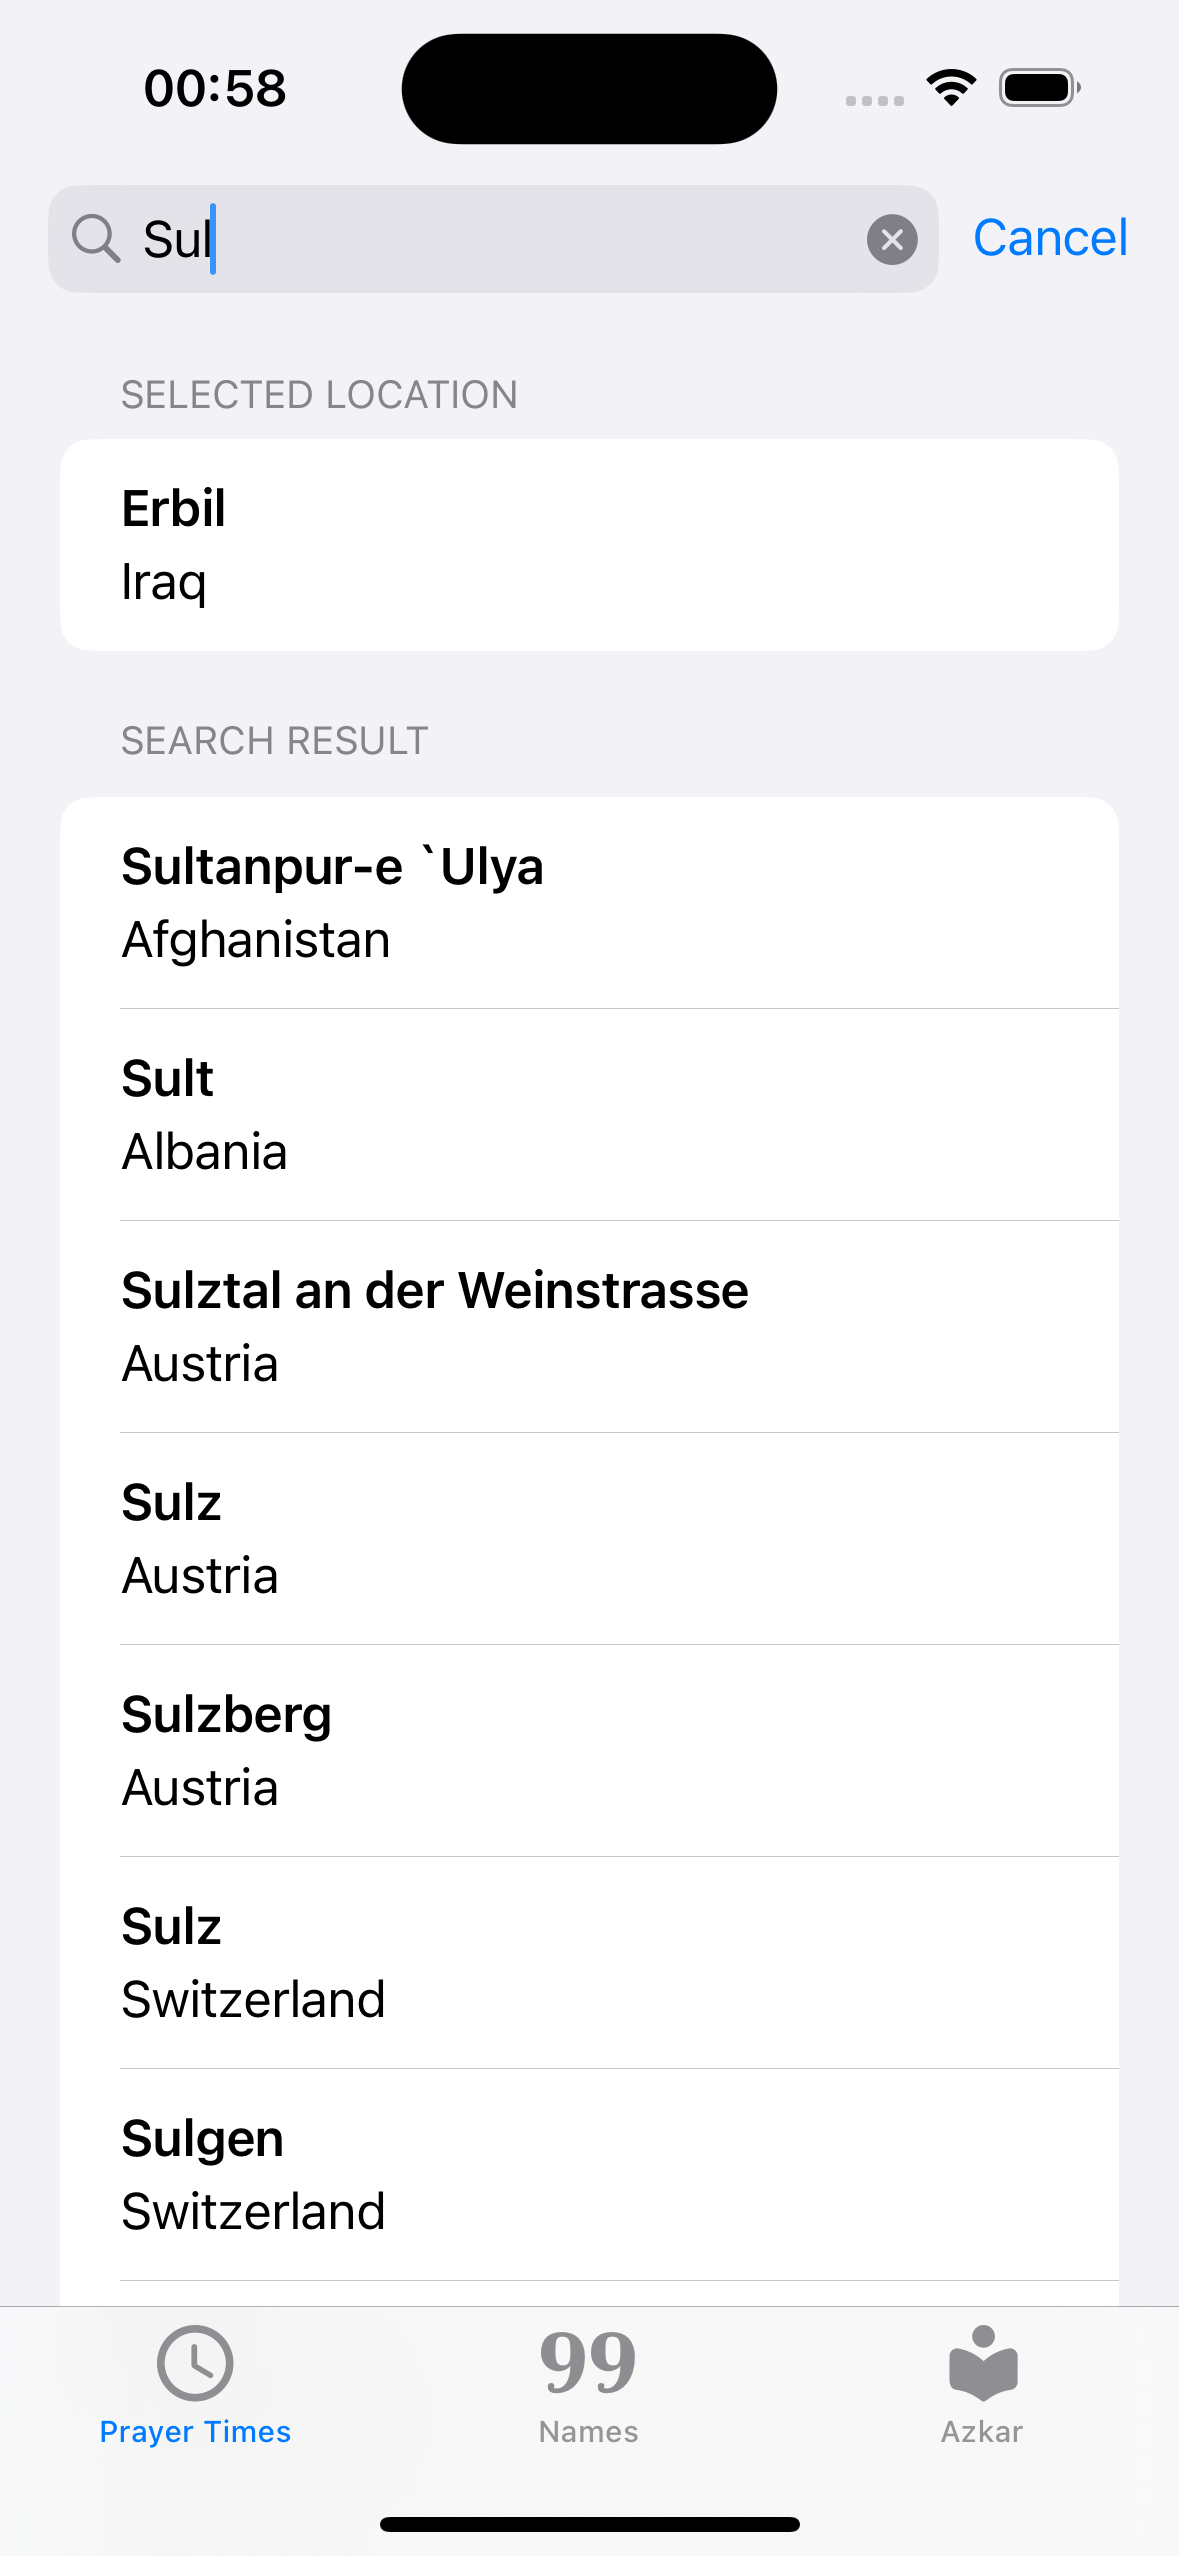 00:58
Sul
Cancel
SELECTED LOCATION
Erbil
Iraq
SEARCH RESULT
Sultanpur-e `Ulya
Afghanistan
Sult
Albania
Sulztal an der Weinstrasse
Austria
Sulz
Austria
Sulzberg
Austria
Sulz
Switzerland
Sulgen
Switzerland
99
Prayer Times
Names
Azkar